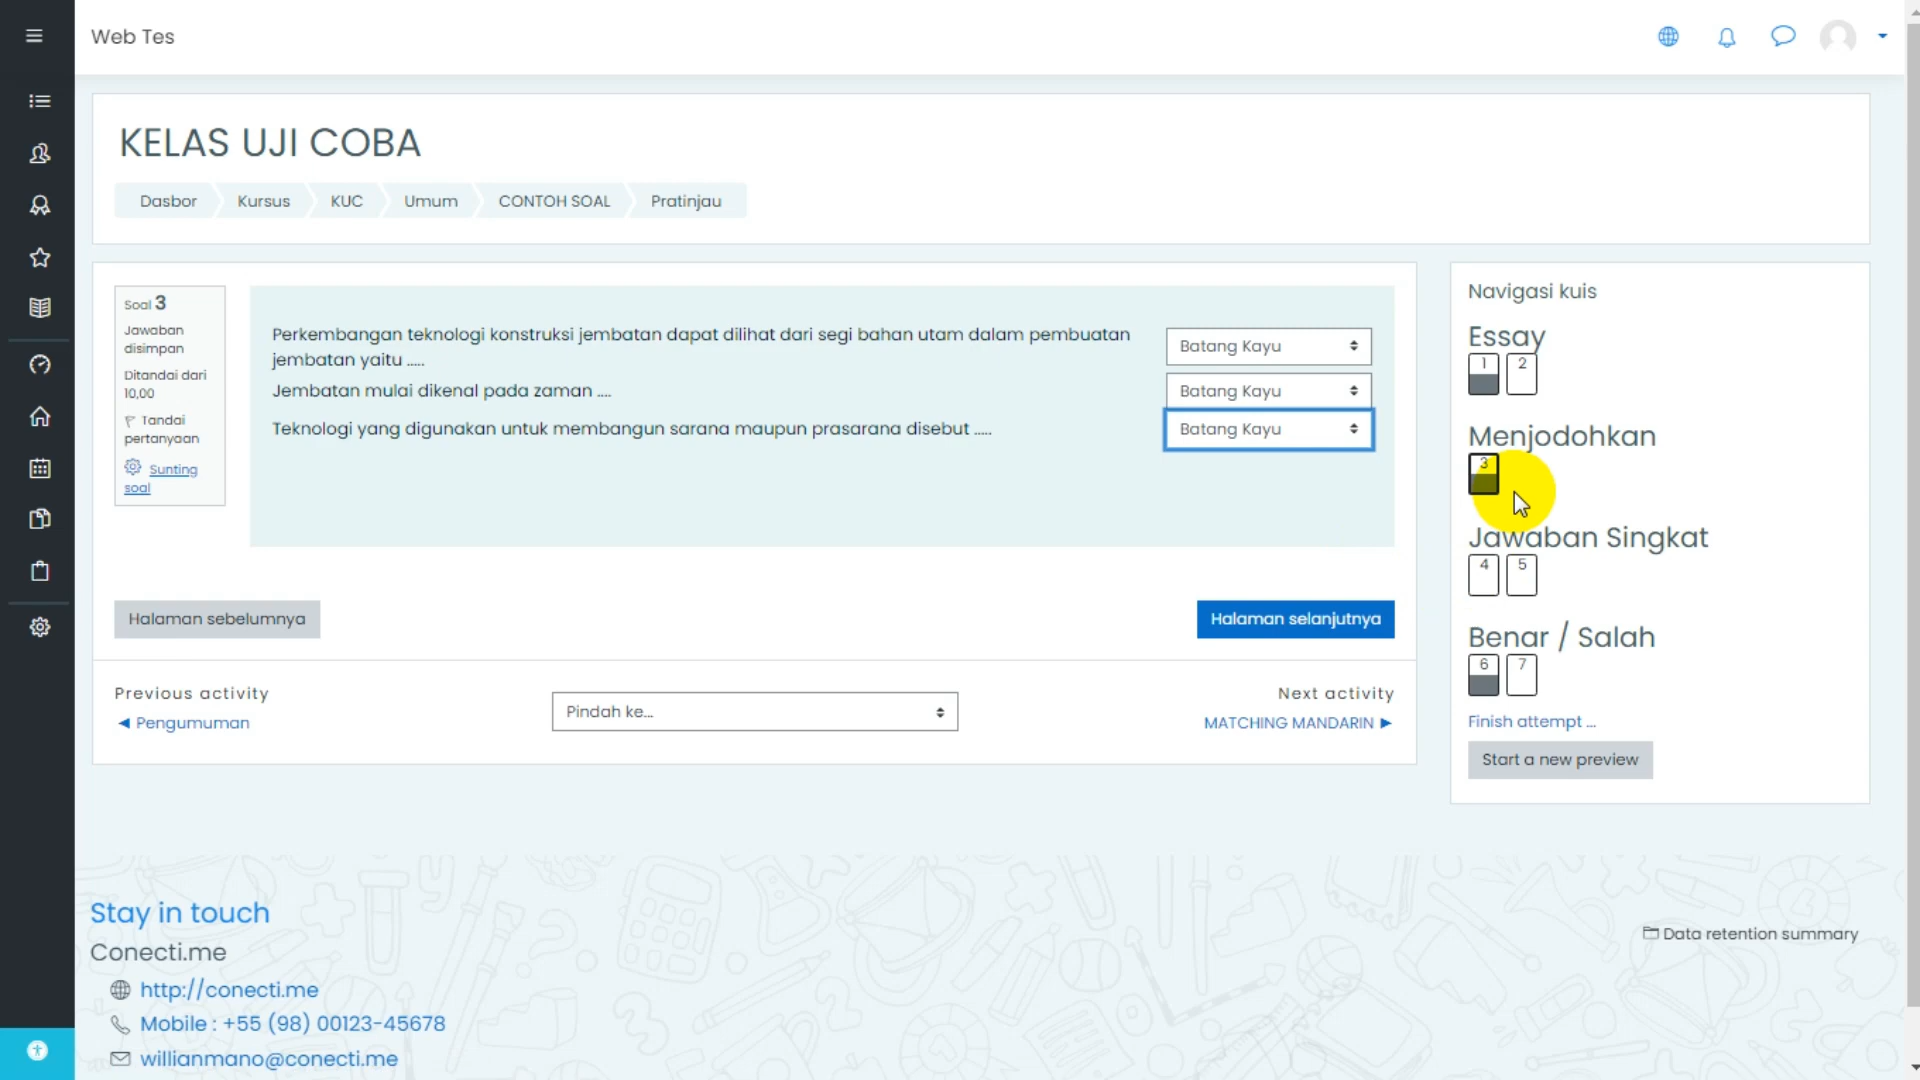 Web Tes
KELAS UJI COBA
Dasbor
Kursus
KUC
Umum
CONTOH SOAL
Pratinjau
Soal 3
Jawaban
disimpan
Ditandai dari
10,00
Tandai
pertanyaan
Sunting
soal
Perkembangan teknologi konstruksi jembatan dapat dilihat dari segi bahan utam dalam pembuatan
jembatan yaitu .....
Batang Kayu
Jembatan mulai dikenal pada zaman ....
Batang Kayu
Teknologi yang digunakan untuk membangun sarana maupun prasarana disebut .....
Batang Kayu
Halaman sebelumnya
Halaman selanjutnya
Previous activity
◄ Pengumuman
Pindah ke...
Next activity
MATCHING MANDARIN ►
Navigasi kuis
Essay
1
2
Menjodohkan
3
Jawaban Singkat
4
5
Benar / Salah
6
7
Finish attempt ...
Start a new preview
Stay in touch
Conecti.me
http://conecti.me
Mobile : +55 (98) 00123-45678
willianmano@conecti.me
Data retention summary